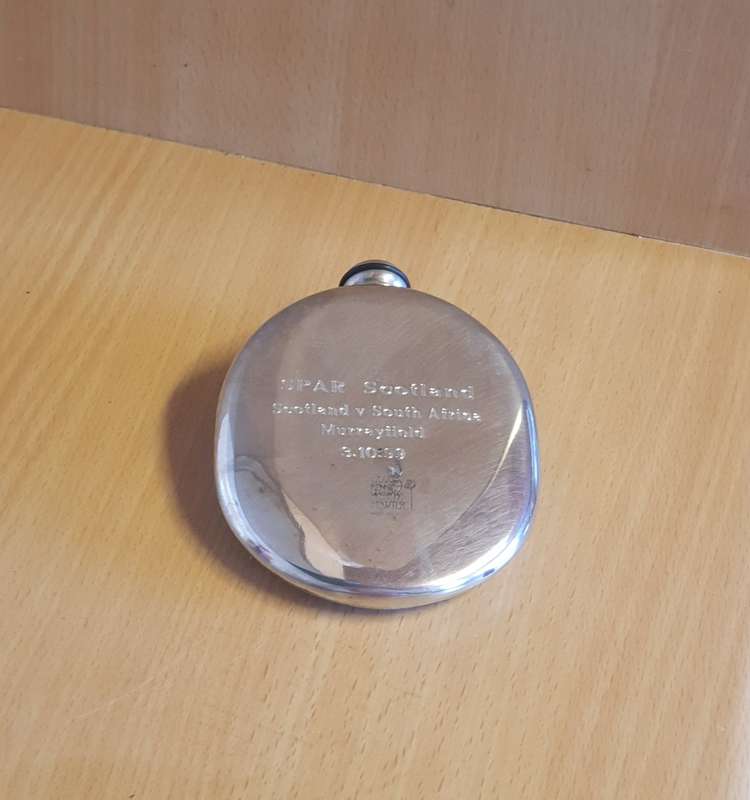 SPAR Scotland
Scotland v South Africa
Murrayfield
3.10:99